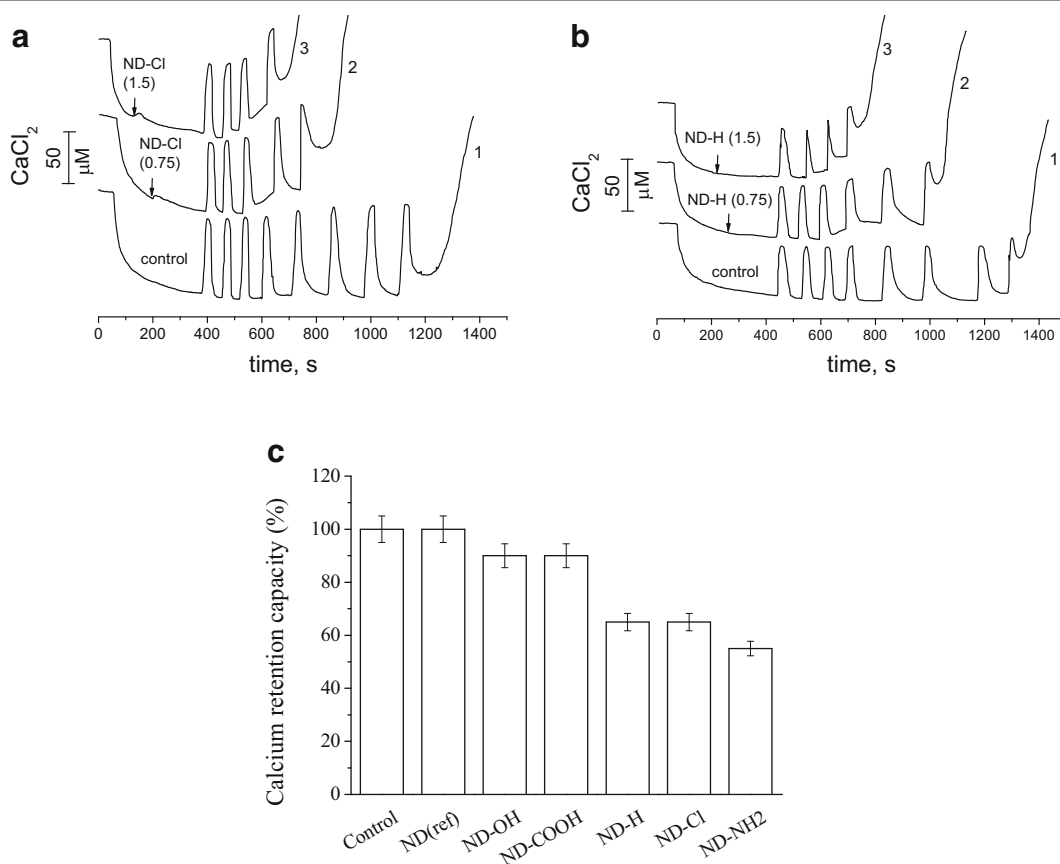 a
ND-Cl
(1.5)
ND-Cl
(0.75)
control
3
2
1
CaCl2
50
μM
0
200
400
600
800
1000
1200
1400
time, s
b
ND-H (1.5)
ND-H (0.75)
control
3
2
1
CaCl2
50
μM
0
200
400
600
800
1000
1200
1400
time, s
c
Calcium retention capacity (%)
120
100
80
60
40
20
0
Control
ND(ref)
ND-OH
ND-COOH
ND-H
ND-Cl
ND-NH2